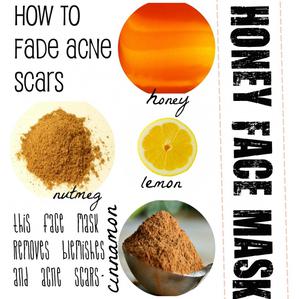 How to
Fade acne
scars
honey
nutmeg
lemon
this face mask
removes blemishes
and acne scars.
cinnamon
HONEY FACE MASK